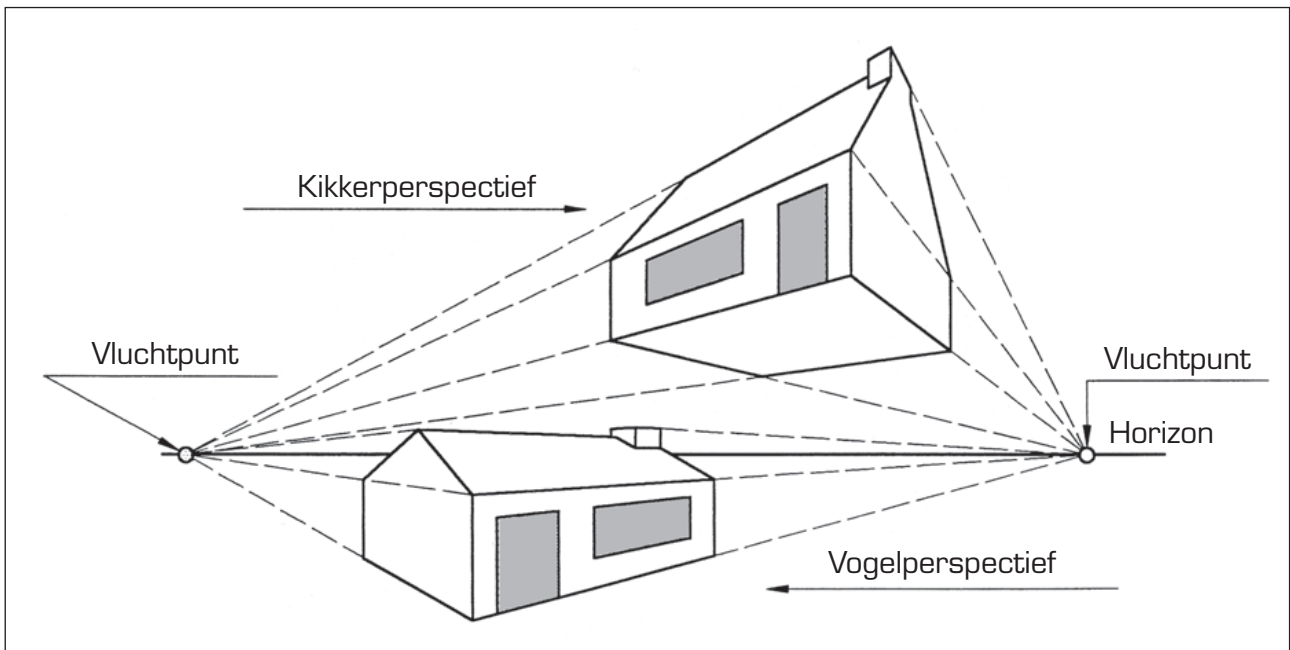 Kikkerperspectief
Vluchtpunt
Vluchtpunt
Horizon
Vogelperspectief